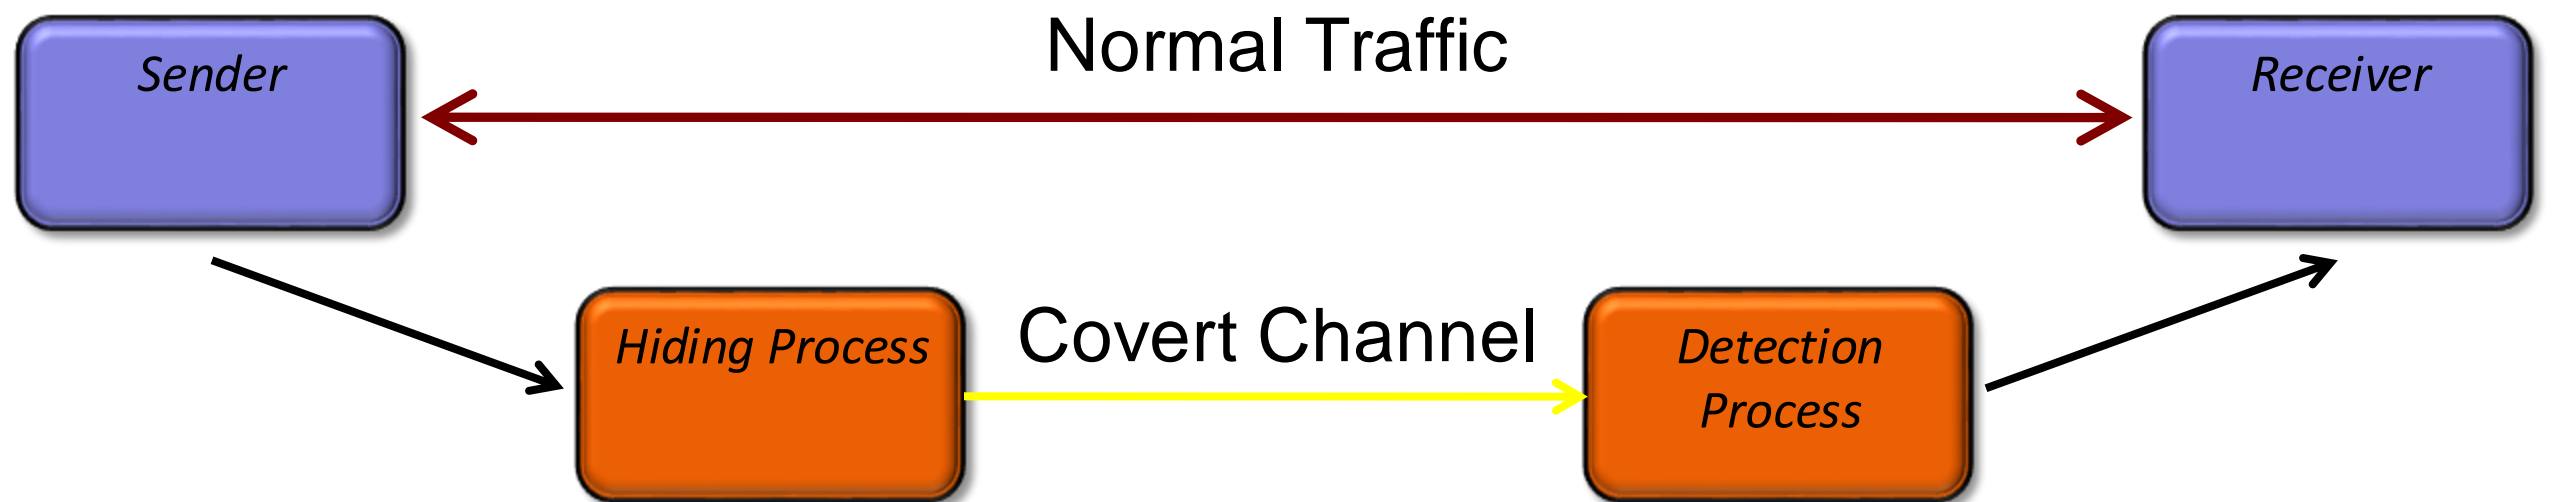 Normal Traffic
Sender
Receiver
Hiding Process
Covert Channel
Detection
Process